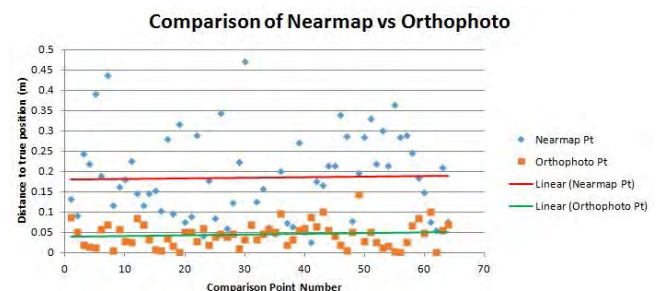 Comparison of Nearmap vs Orthophoto
Distance to true position (m)
0.5
0.45
0.4
0.35
0.3
0.25
0.2
0.15
0.1
0.05
0
0 10 20 30 40 50 60 70
Comparison Point Number
Nearmap Pt
Orthophoto Pt
Linear (Nearmap Pt)
Linear (Orthophoto Pt)